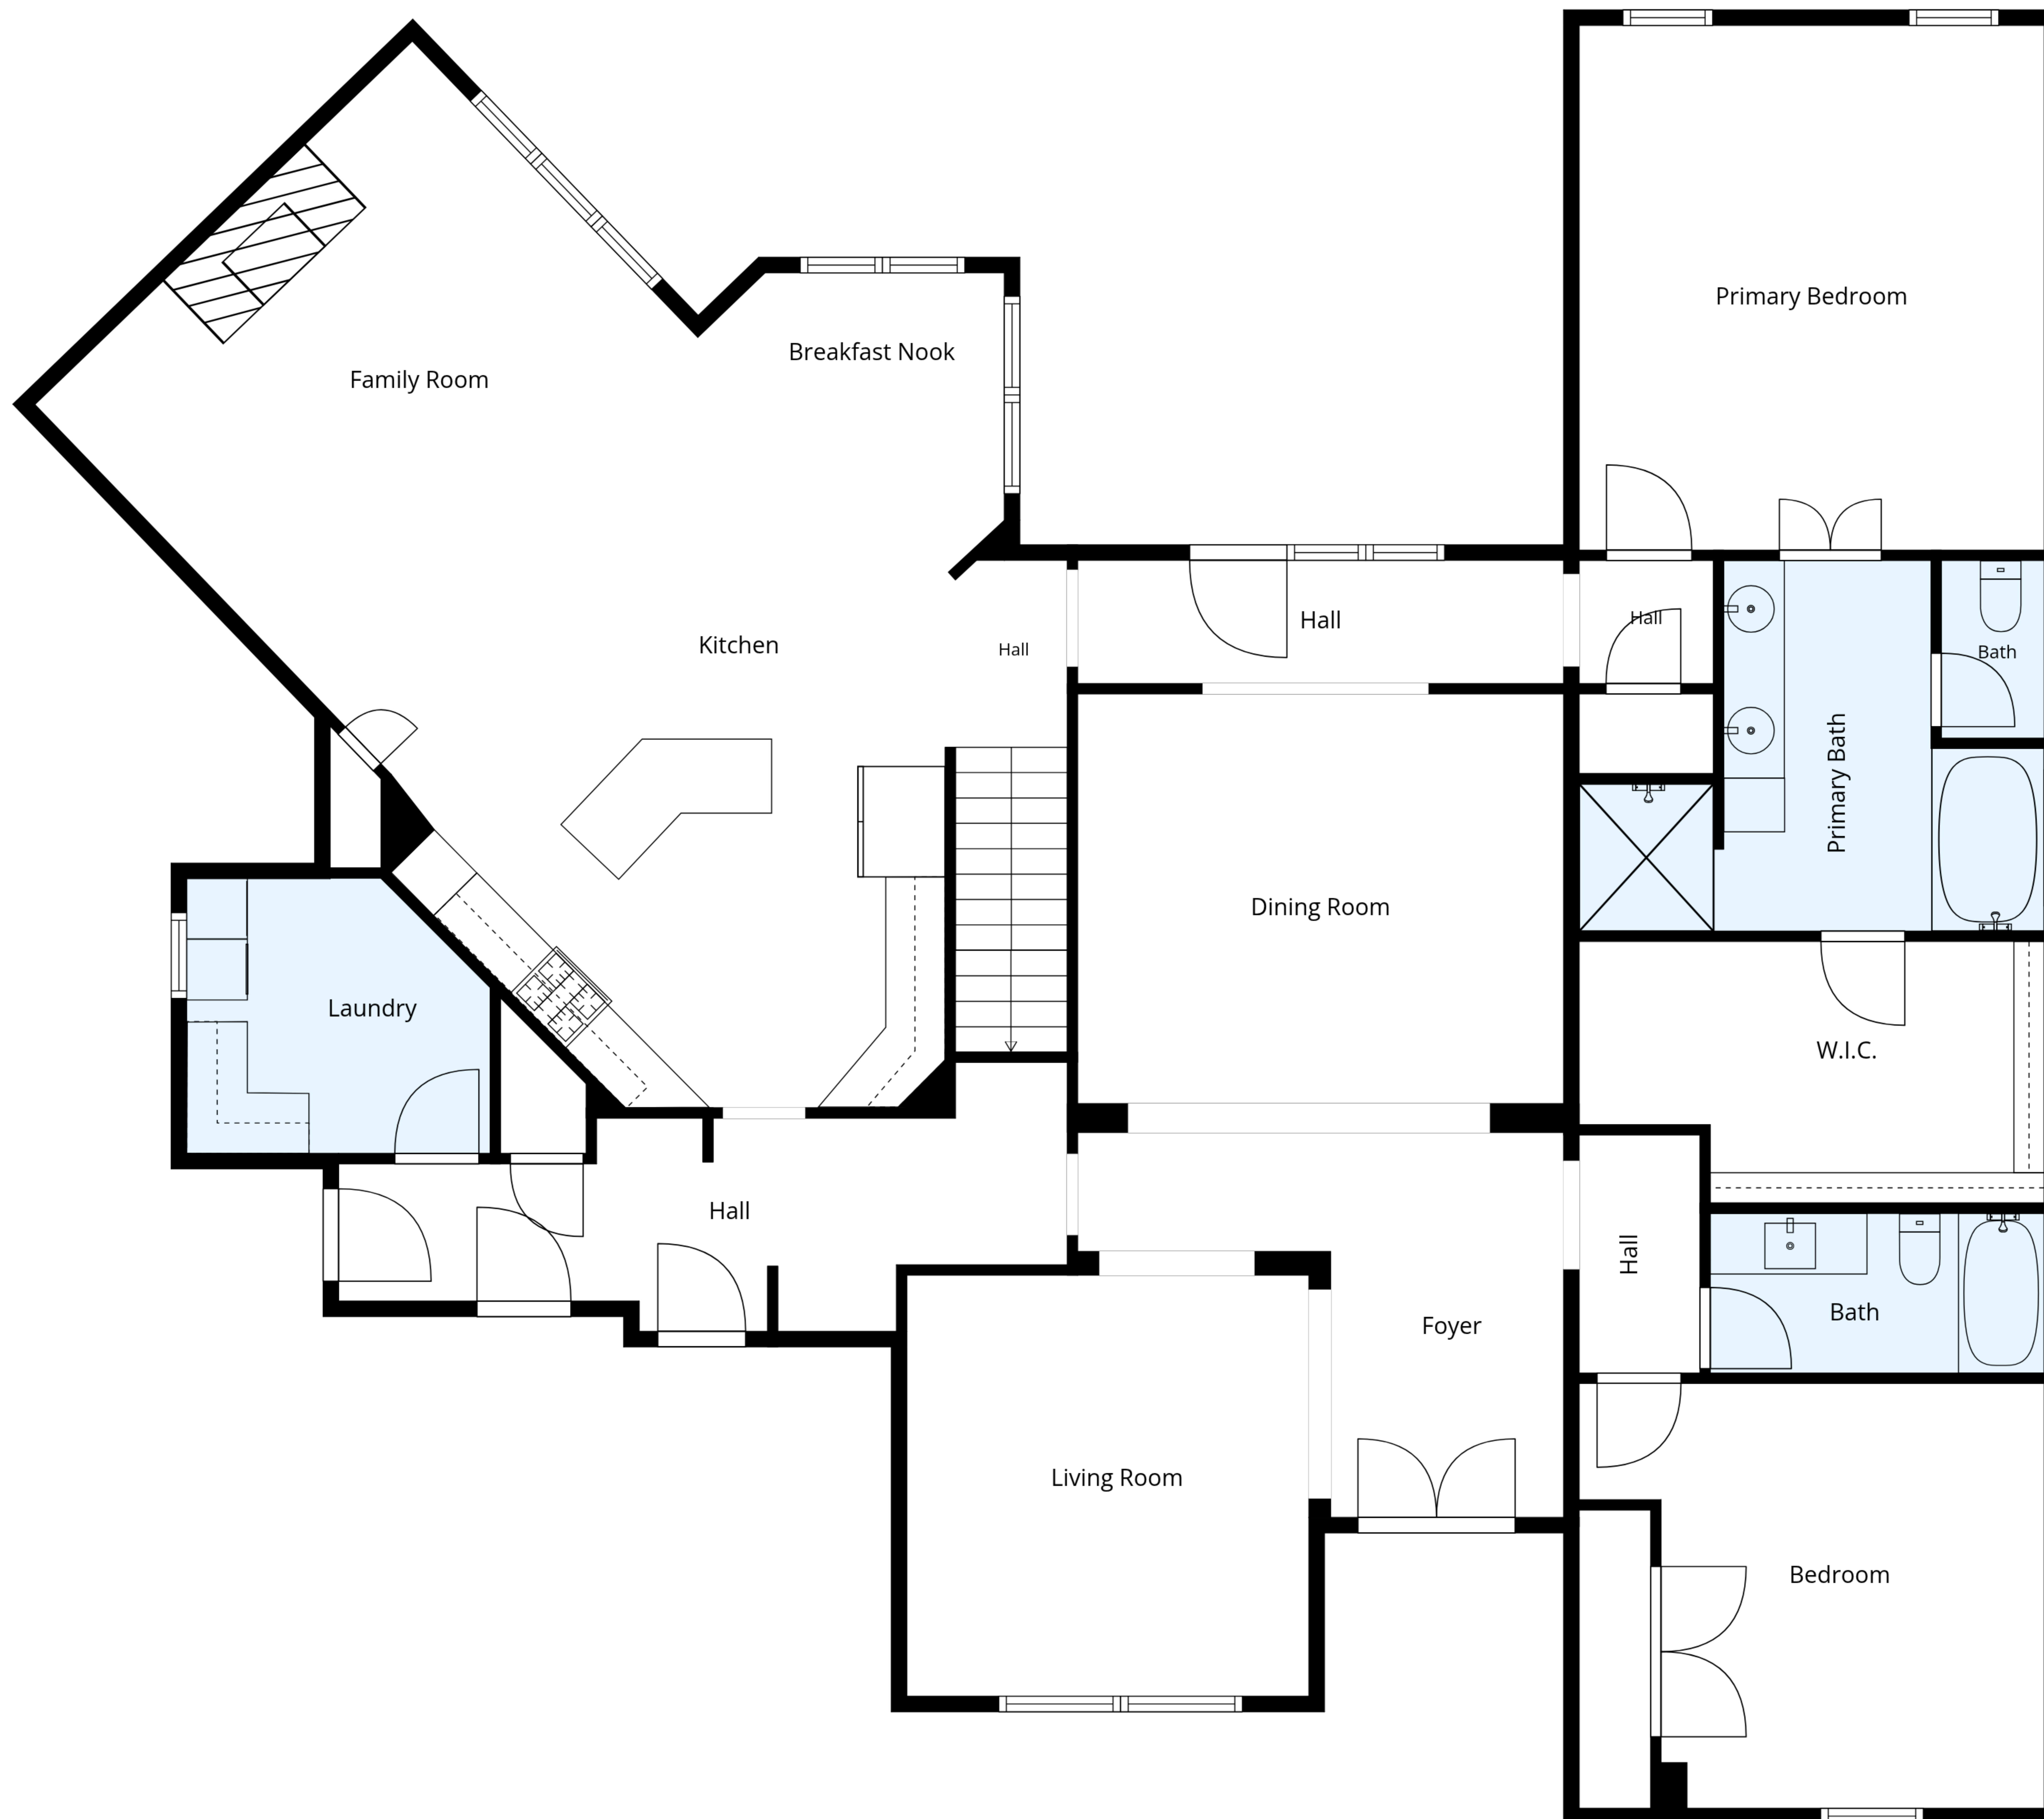 Primary Bedroom
Breakfast Nook
Family Room
Hall
Hall
Kitchen
Hall
Bath
Primary Bath
Dining Room
Laundry
W.I.C.
Hall
Hall
Bath
Foyer
Living Room
Bedroom